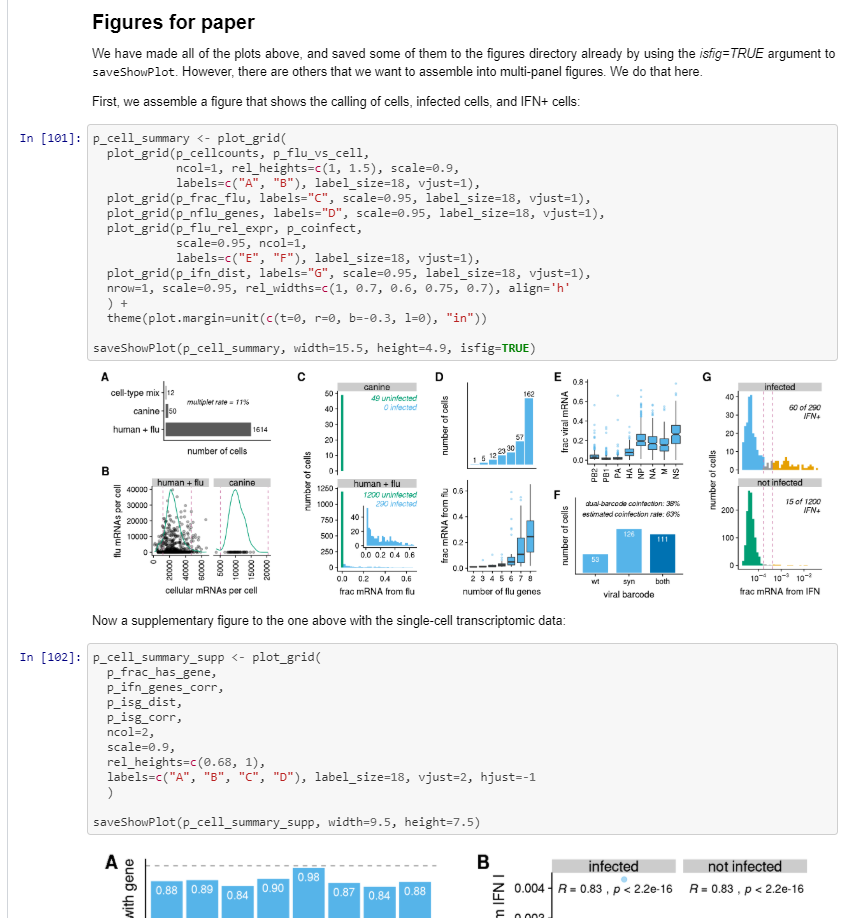 Figures for paper
We have made all of the plots above, and saved some of them to the figures directory already by using the isfig=TRUE argument to
saveShowPlot. However, there are others that we want to assemble into multi-panel figures. We do that here.
First, we assemble a figure that shows the calling of cells, infected cells, and IFN+ cells:
In [101]:
p_cell_summary <- plot_grid(
  plot_grid(p_cellcounts, p_flu_vs_cell,
            ncol=1, rel_heights=c(1, 1.5), scale=0.9,
            labels=c("A", "B"), label_size=18, vjust=1),
  plot_grid(p_frac_flu, labels="C", scale=0.95, label_size=18, vjust=1),
  plot_grid(p_nflu_genes, labels="D", scale=0.95, label_size=18, vjust=1),
  plot_grid(p_flu_rel_expr, p_coinfect,
            scale=0.95, ncol=1,
            labels=c("E", "F"), label_size=18, vjust=1),
  plot_grid(p_ifn_dist, labels="G", scale=0.95, label_size=18, vjust=1),
  nrow=1, scale=0.95, rel_widths=c(1, 0.7, 0.6, 0.75, 0.7), align='h'
  ) +
  theme(plot.margin=unit(c(t=0, r=0, b=-0.3, l=0), "in"))
saveShowPlot(p_cell_summary, width=15.5, height=4.9, isfig=TRUE)
A
cell-type mix 12
canine 50
human + flu 1614
multiplet rate = 11%
number of cells
B
human + flu canine
flu mRNAs per cell
40000
30000
20000
10000
0
0 20000 40000 60000 5000 10000 15000 20000
cellular mRNAs per cell
C
number of cells
canine
49 uninfected
0 infected
50
40
30
20
10
0
human + flu
1200 uninfected
290 infected
1250
1000
750
500
250
0
40
20
0
0.0 0.2 0.4 0.6
0.0 0.2 0.4 0.6
frac mRNA from flu
D
number of cells
1 5 12 23 30 57 162
frac mRNA from flu
0.6
0.4
0.2
0.0
2 3 4 5 6 7 8
number of flu genes
E
frac viral mRNA
0.8
0.6
0.4
0.2
0.0
PB2 PB1 PA HA NP NA M NS
F
number of cells
dual-barcode coinfection: 38%
estimated coinfection rate: 63%
53 126 111
wt syn both
viral barcode
G
number of cells
infected
60 of 290
IFN+
40
30
20
10
0
not infected
15 of 1200
IFN+
200
100
0
10⁻⁴ 10⁻³ 10⁻²
frac mRNA from IFN
Now a supplementary figure to the one above with the single-cell transcriptomic data:
In [102]:
p_cell_summary_supp <- plot_grid(
  p_frac_has_gene,
  p_ifn_genes_corr,
  p_isg_dist,
  p_isg_corr,
  ncol=2,
  scale=0.9,
  rel_heights=c(0.68, 1),
  labels=c("A", "B", "C", "D"), label_size=18, vjust=2, hjust=-1
  )
saveShowPlot(p_cell_summary_supp, width=9.5, height=7.5)
A
with gene
0.88 0.89 0.84 0.90 0.98 0.87 0.84 0.88
B
IFN I
infected not infected
0.004
R = 0.83 , p < 2.2e-16 R = 0.83 , p < 2.2e-16